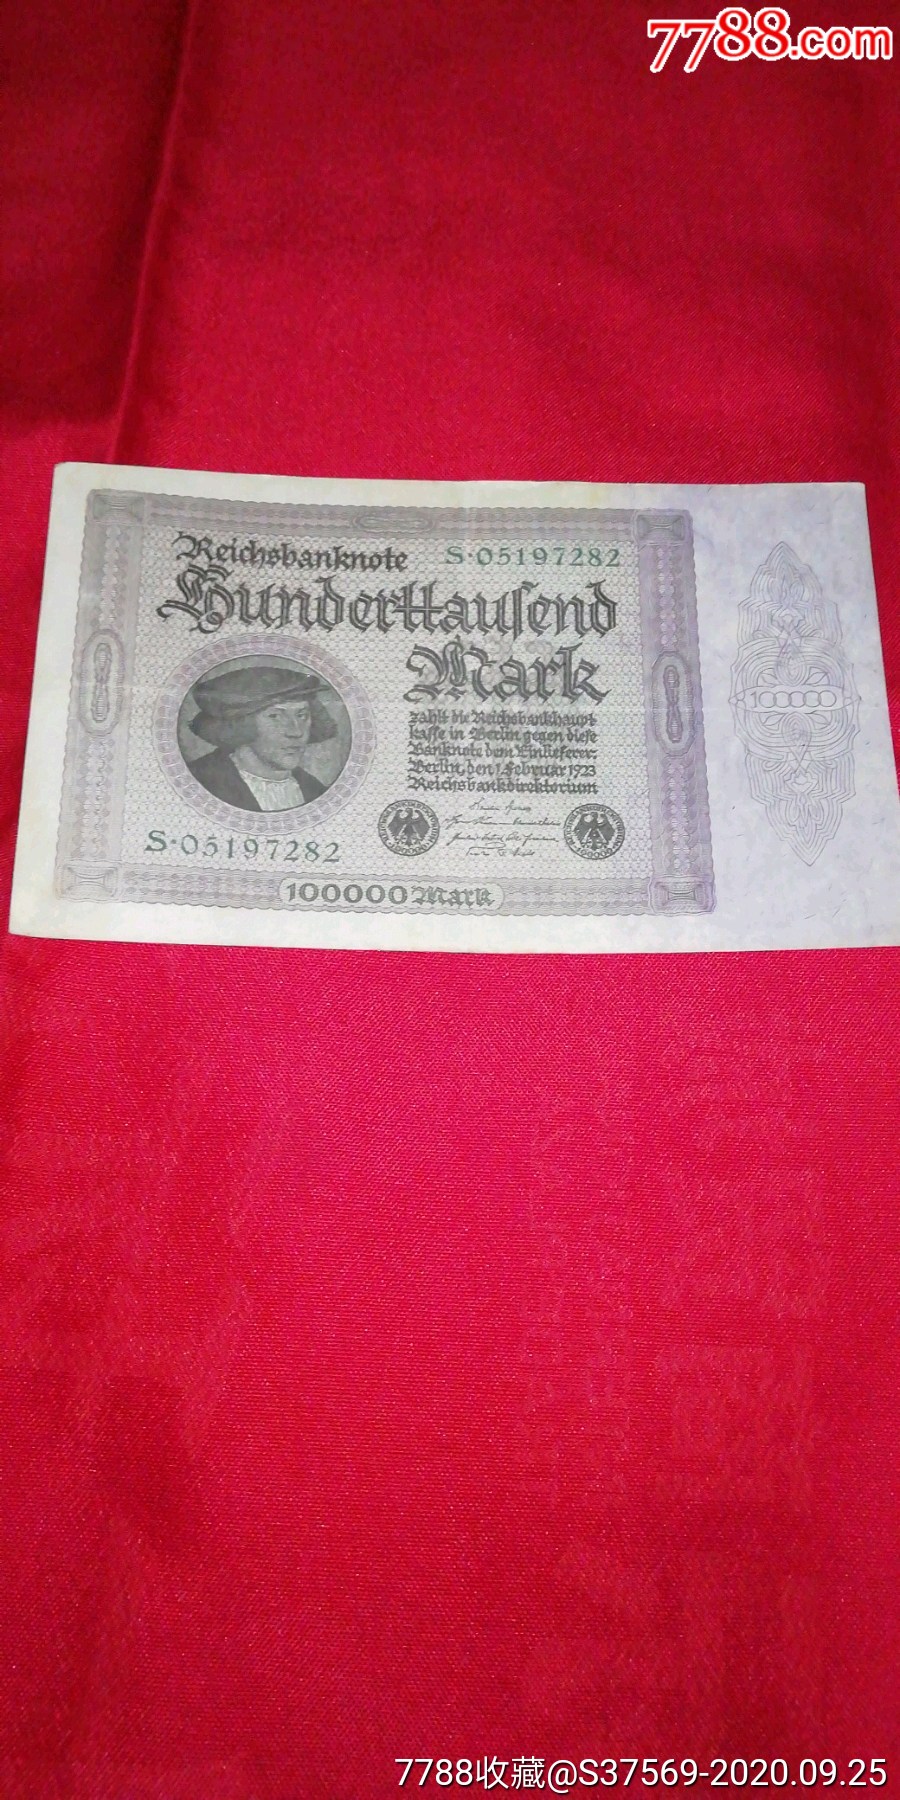 7788.com
Reichsbanknote S·05197282
Hunderttausend
Mark
zahlt die Reichsbankhaupt
kasse in Berlin gegen diese
Banknote dem Einlieferer.
Berlin, den 1. Februar 1923
Reichsbankdirektorium
100000
S·05197282
100000 Mark
7788收藏@S37569-2020.09.25